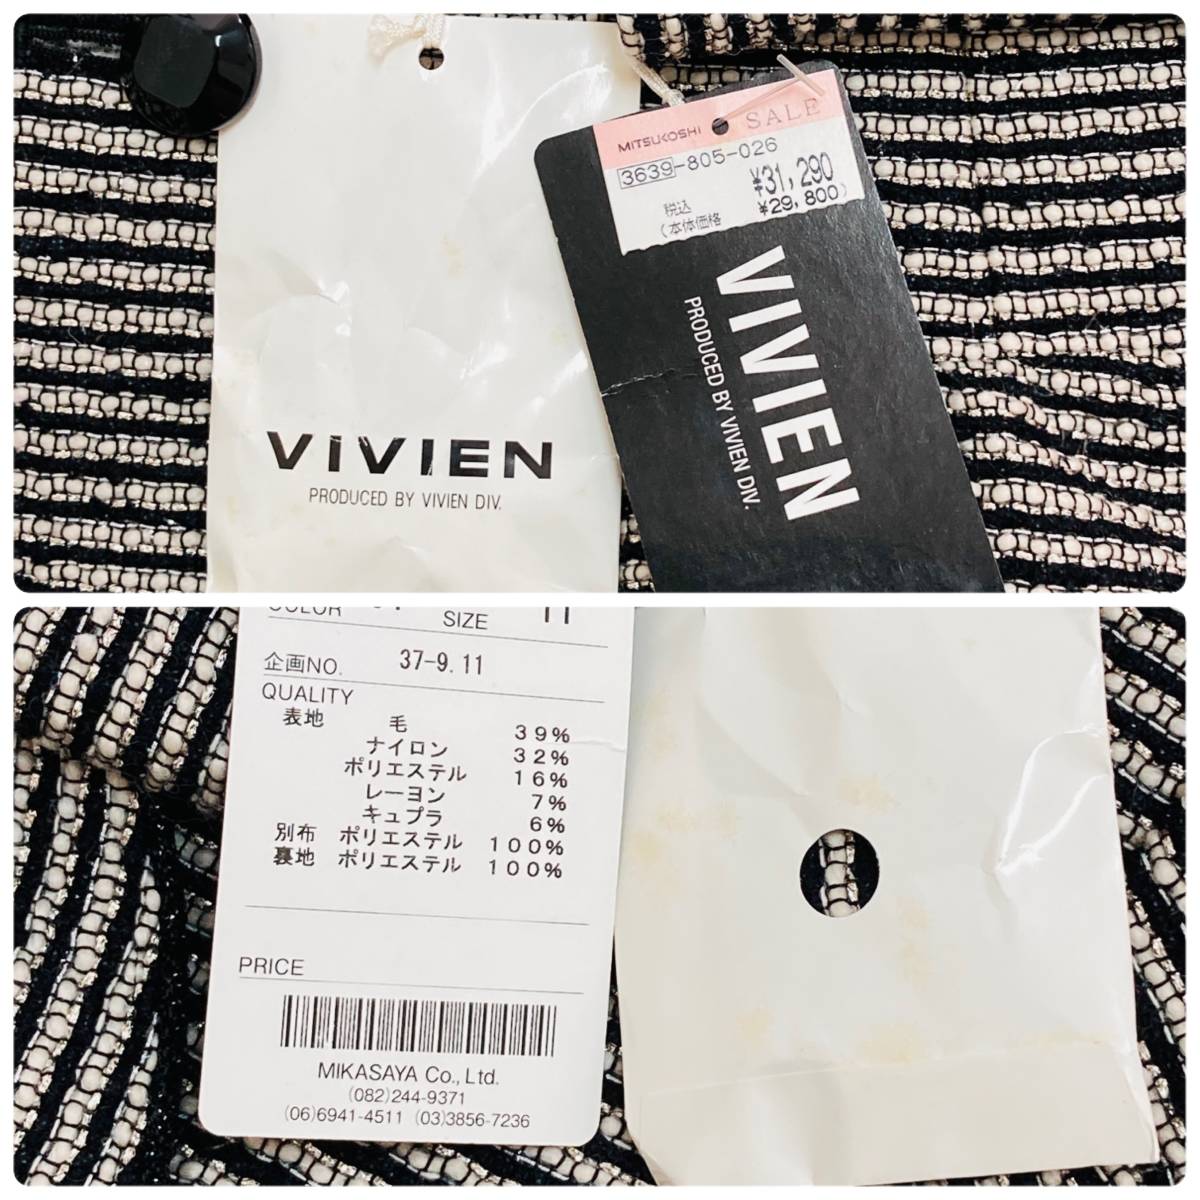 VIVIEN
PRODUCED BY VIVIEN DIV.
MITSUKOSHI SALE
3639-805-026
¥31,290
税込
¥29,800)
(本体価格
VIVIEN
PRODUCED BY VIVIEN DIV.
COLOR
SIZE 11
企画NO. 37-9.11
QUALITY
表地 毛 39%
ナイロン 32%
ポリエステル 16%
レーヨン 7%
キュプラ 6%
別布 ポリエステル 100%
裏地 ポリエステル 100%
PRICE
MIKASAYA Co., Ltd.
(082)244-9371
(06)6941-4511 (03)3856-7236